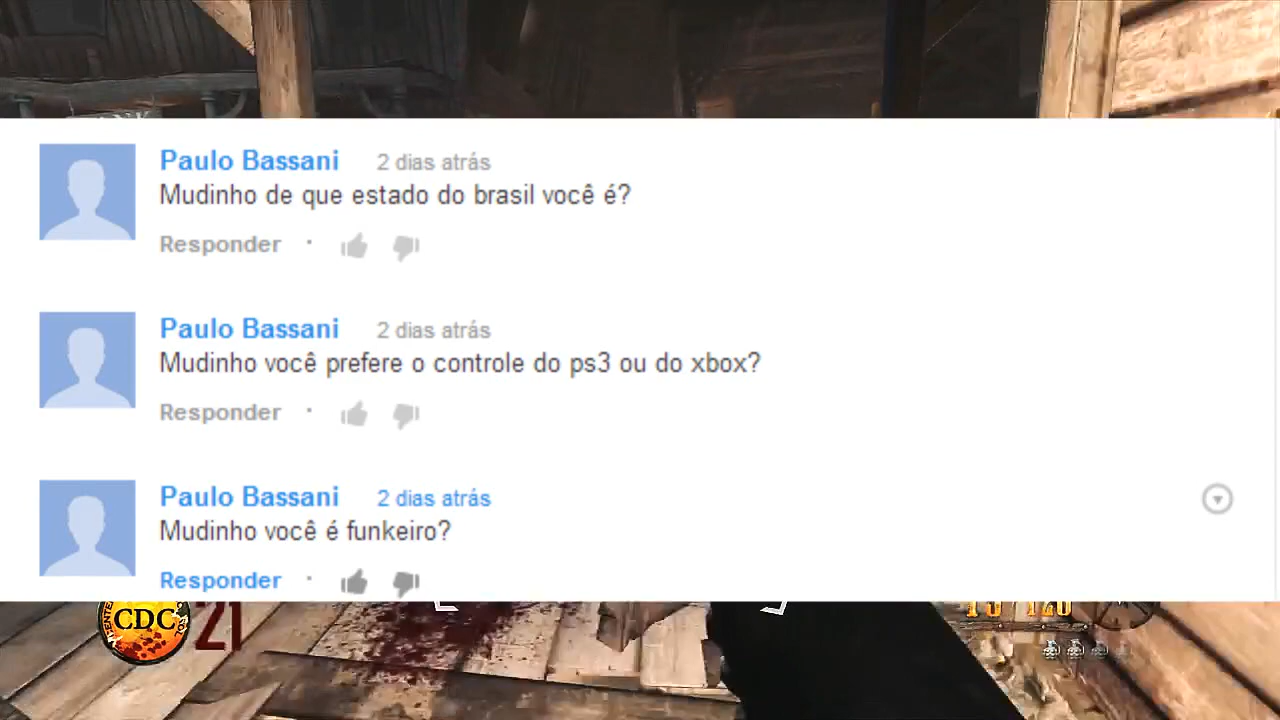 Paulo Bassani 2 dias atrás
Mudinho de que estado do brasil você é?
Responder ·
Paulo Bassani 2 dias atrás
Mudinho você prefere o controle do ps3 ou do xbox?
Responder ·
Paulo Bassani 2 dias atrás
Mudinho você é funkeiro?
Responder ·
CDC 21